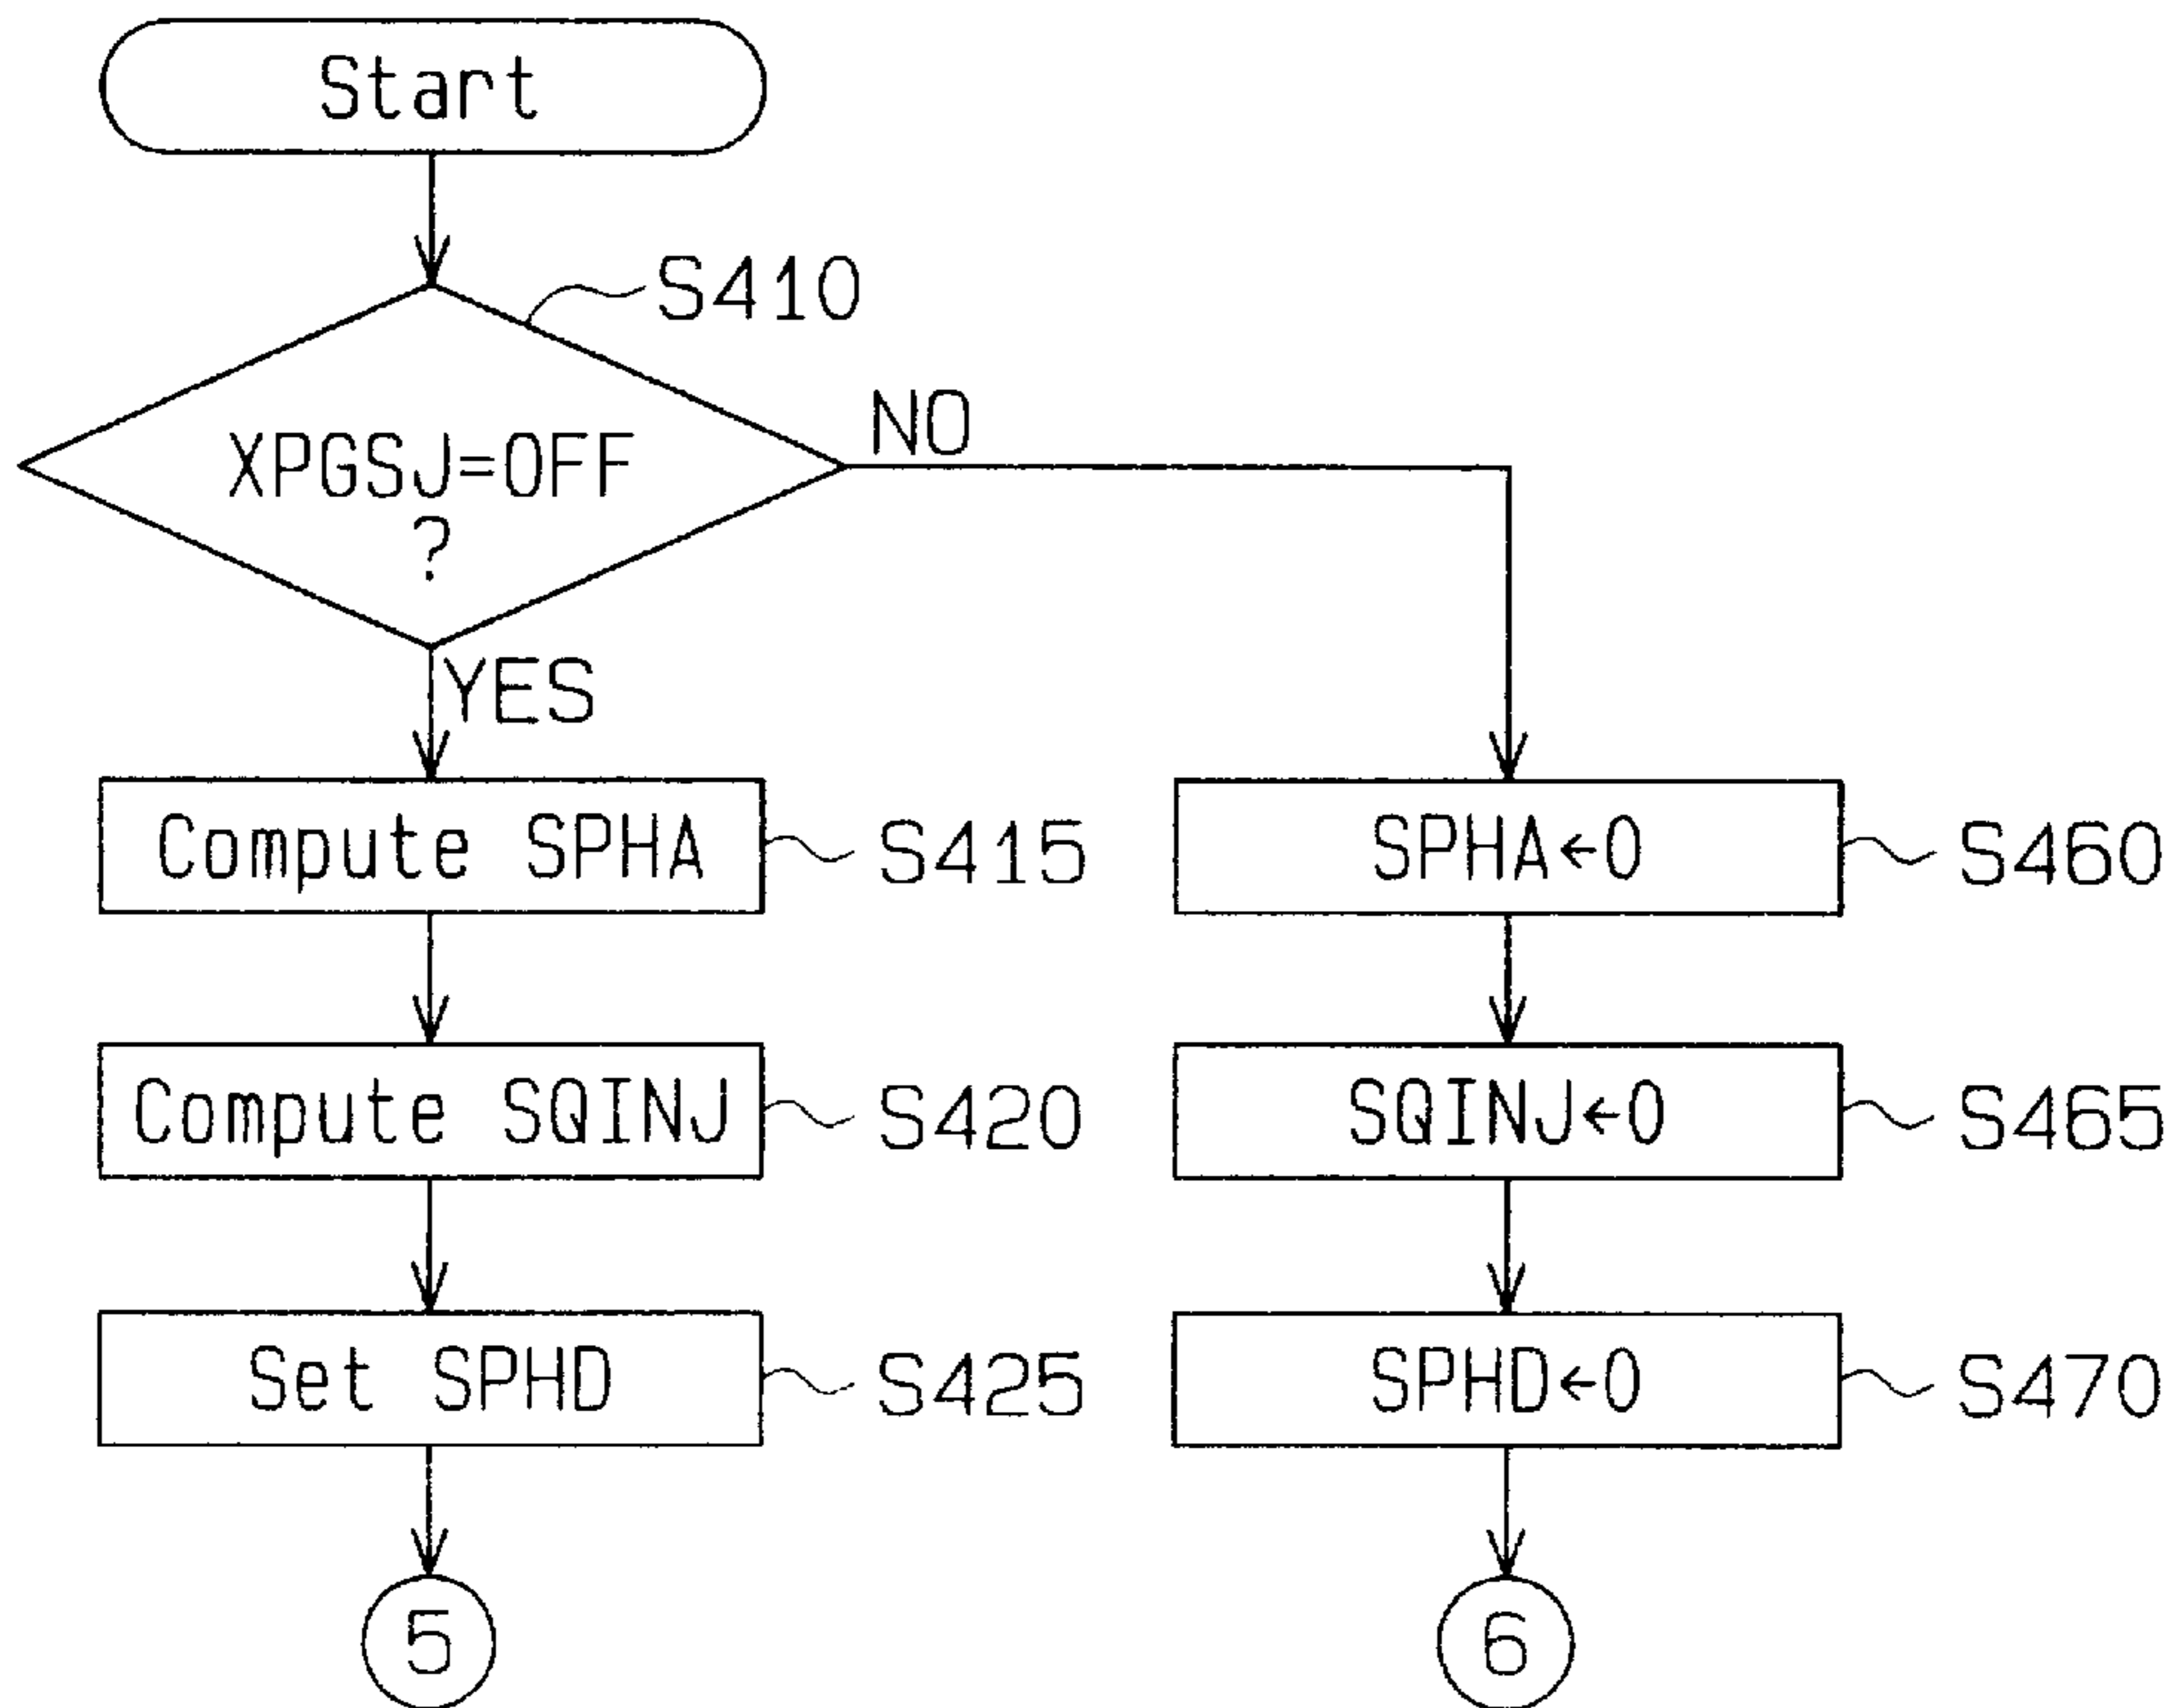 Start
S410
XPGSJ=OFF
?
NO
YES
Compute SPHA
S415
SPHA←0
S460
Compute SQINJ
S420
SQINJ←0
S465
Set SPHD
S425
SPHD←0
S470
5
6